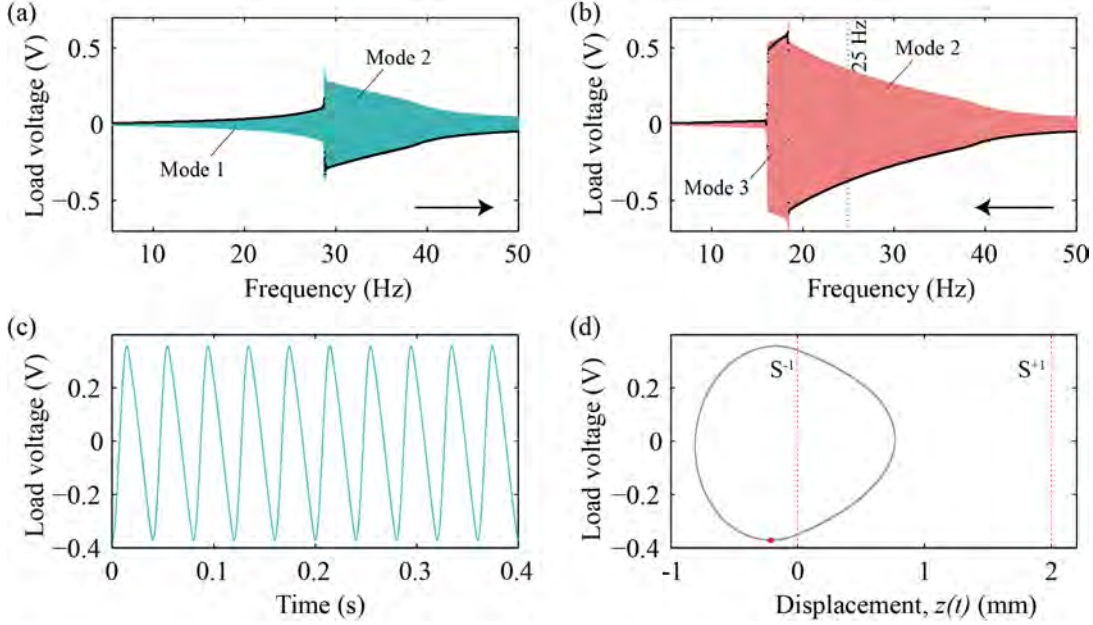 (a)
Load voltage (V)
0.5
0
−0.5
Mode 2
Mode 1
10 20 30 40 50
Frequency (Hz)
(b)
Load voltage (V)
0.5
0
−0.5
25 Hz
Mode 2
Mode 3
10 20 30 40 50
Frequency (Hz)
(c)
Load voltage (V)
0.2
0
−0.2
−0.4
0 0.1 0.2 0.3 0.4
Time (s)
(d)
Load voltage (V)
0.2
0
−0.2
−0.4
S⁻¹
S⁺¹
-1 0 1 2
Displacement, z(t) (mm)